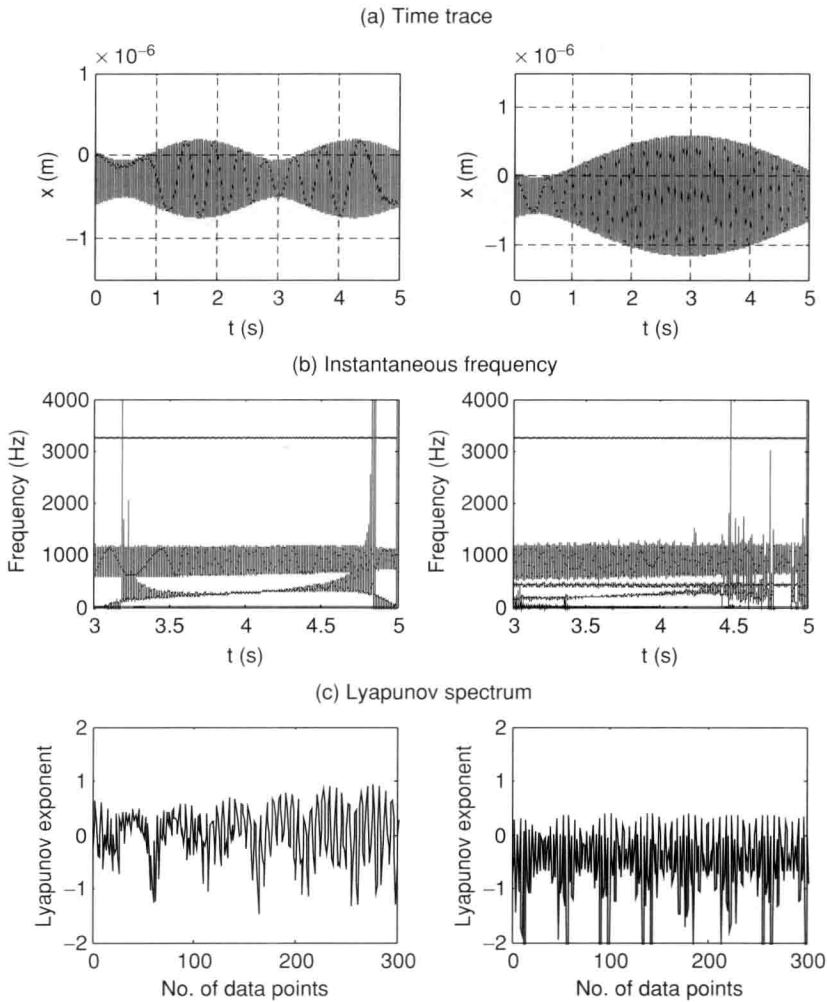 (a) Time trace
× 10⁻⁶ × 10⁻⁶
1
0
−1
x (m)
0 1 2 3 4 5
t (s)
1
0
−1
x (m)
0 1 2 3 4 5
t (s)
(b) Instantaneous frequency
4000
3000
2000
1000
0
Frequency (Hz)
3 3.5 4 4.5 5
t (s)
4000
3000
2000
1000
0
Frequency (Hz)
3 3.5 4 4.5 5
t (s)
(c) Lyapunov spectrum
2
1
0
−1
−2
Lyapunov exponent
0 100 200 300
No. of data points
2
1
0
−1
−2
Lyapunov exponent
0 100 200 300
No. of data points